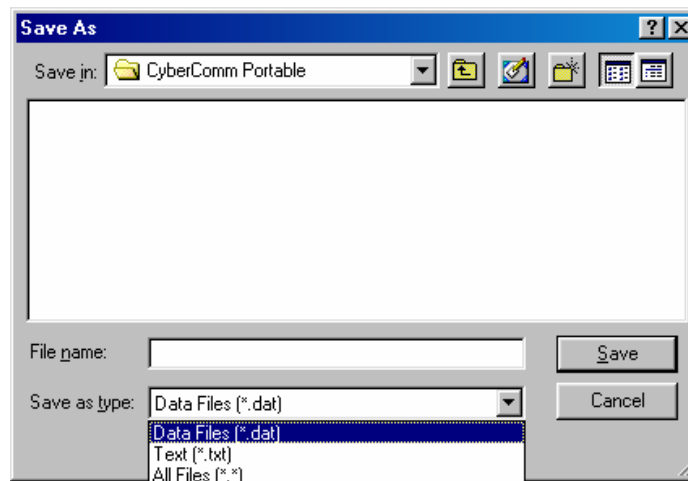 Save As
Save in: CyberComm Portable
File name:
Save
Save as type: Data Files (*.dat)
Cancel
Data Files (*.dat)
Text (*.txt)
All Files (*.*)